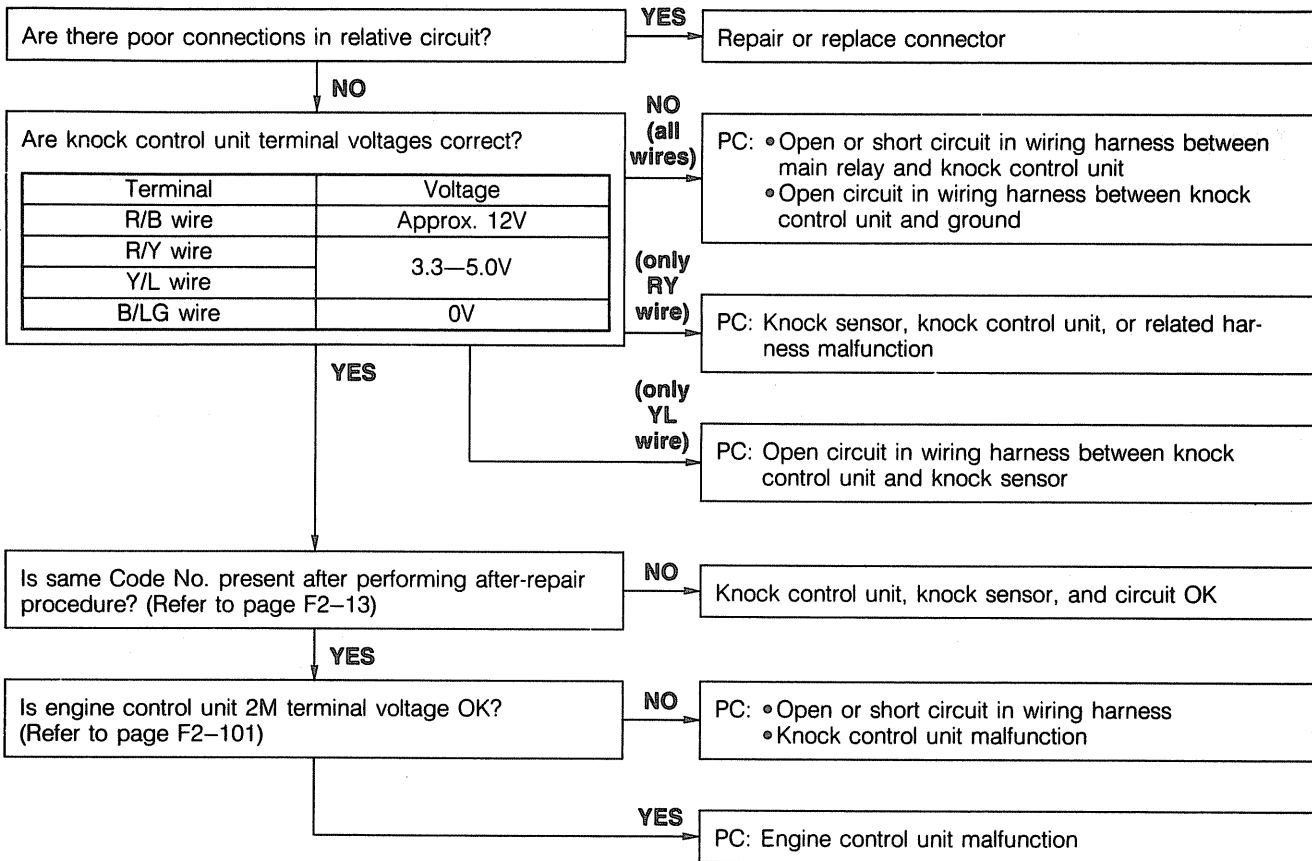 Are there poor connections in relative circuit?
YES
Repair or replace connector
NO
Are knock control unit terminal voltages correct?
Terminal
Voltage
R/B wire
Approx. 12V
R/Y wire
3.3—5.0V
Y/L wire
B/LG wire
0V
NO
(all
wires)
PC: • Open or short circuit in wiring harness between
main relay and knock control unit
• Open circuit in wiring harness between knock
control unit and ground
(only
RY
wire)
PC: Knock sensor, knock control unit, or related har-
ness malfunction
YES
(only
YL
wire)
PC: Open circuit in wiring harness between knock
control unit and knock sensor
Is same Code No. present after performing after-repair
procedure? (Refer to page F2–13)
NO
Knock control unit, knock sensor, and circuit OK
YES
Is engine control unit 2M terminal voltage OK?
(Refer to page F2–101)
NO
PC: • Open or short circuit in wiring harness
• Knock control unit malfunction
YES
PC: Engine control unit malfunction